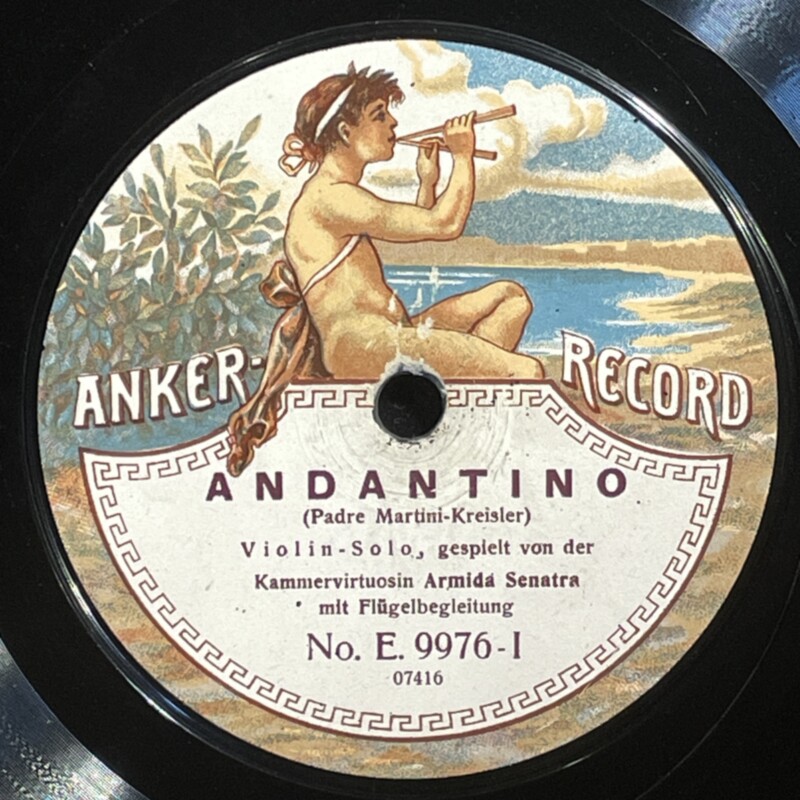 ANKER-RECORD
ANDANTINO
(Padre Martini-Kreisler)
Violin-Solo, gespielt von der
Kammervirtuosin Armida Senatra
mit Flügelbegleitung
No. E. 9976-I
07416